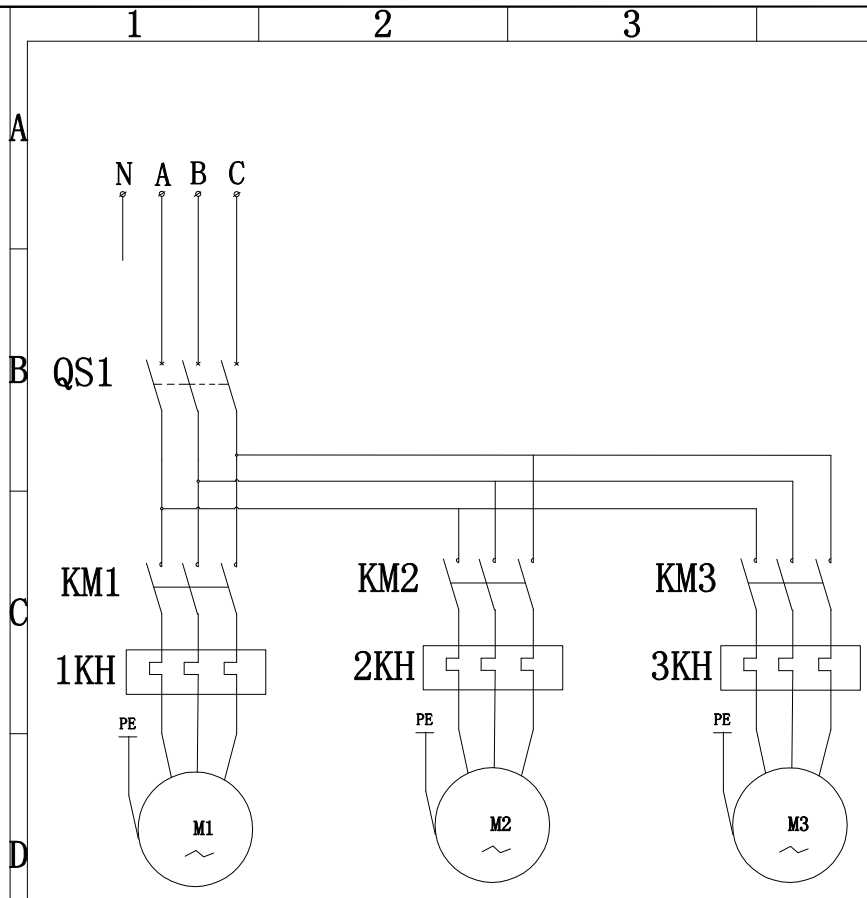 1 2 3
A
N A B C
B QS1
KM1 KM2 KM3
C
1KH 2KH 3KH
PE PE PE
M1 M2 M3
D